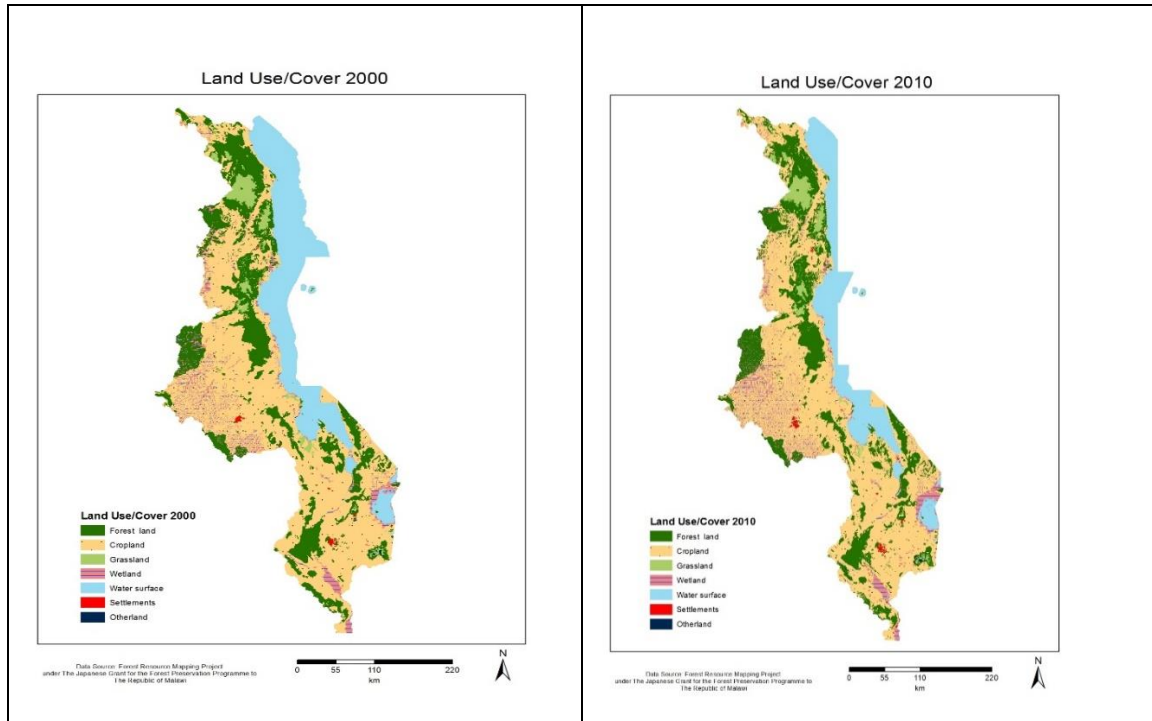 Land Use/Cover 2000
Land Use/Cover 2000
Forest land
Cropland
Grassland
Wetland
Water surface
Settlements
Otherland
Data Source: Forest Resource Mapping Project
under The Japanese Grant for the Forest Preservation Programme to
The Republic of Malawi
0 55 110 220
km
N
Land Use/Cover 2010
Land Use/Cover 2010
Forest land
Cropland
Grassland
Wetland
Water surface
Settlements
Otherland
Data Source: Forest Resource Mapping Project
under The Japanese Grant for the Forest Preservation Programme to
The Republic of Malawi
0 55 110 220
km
N